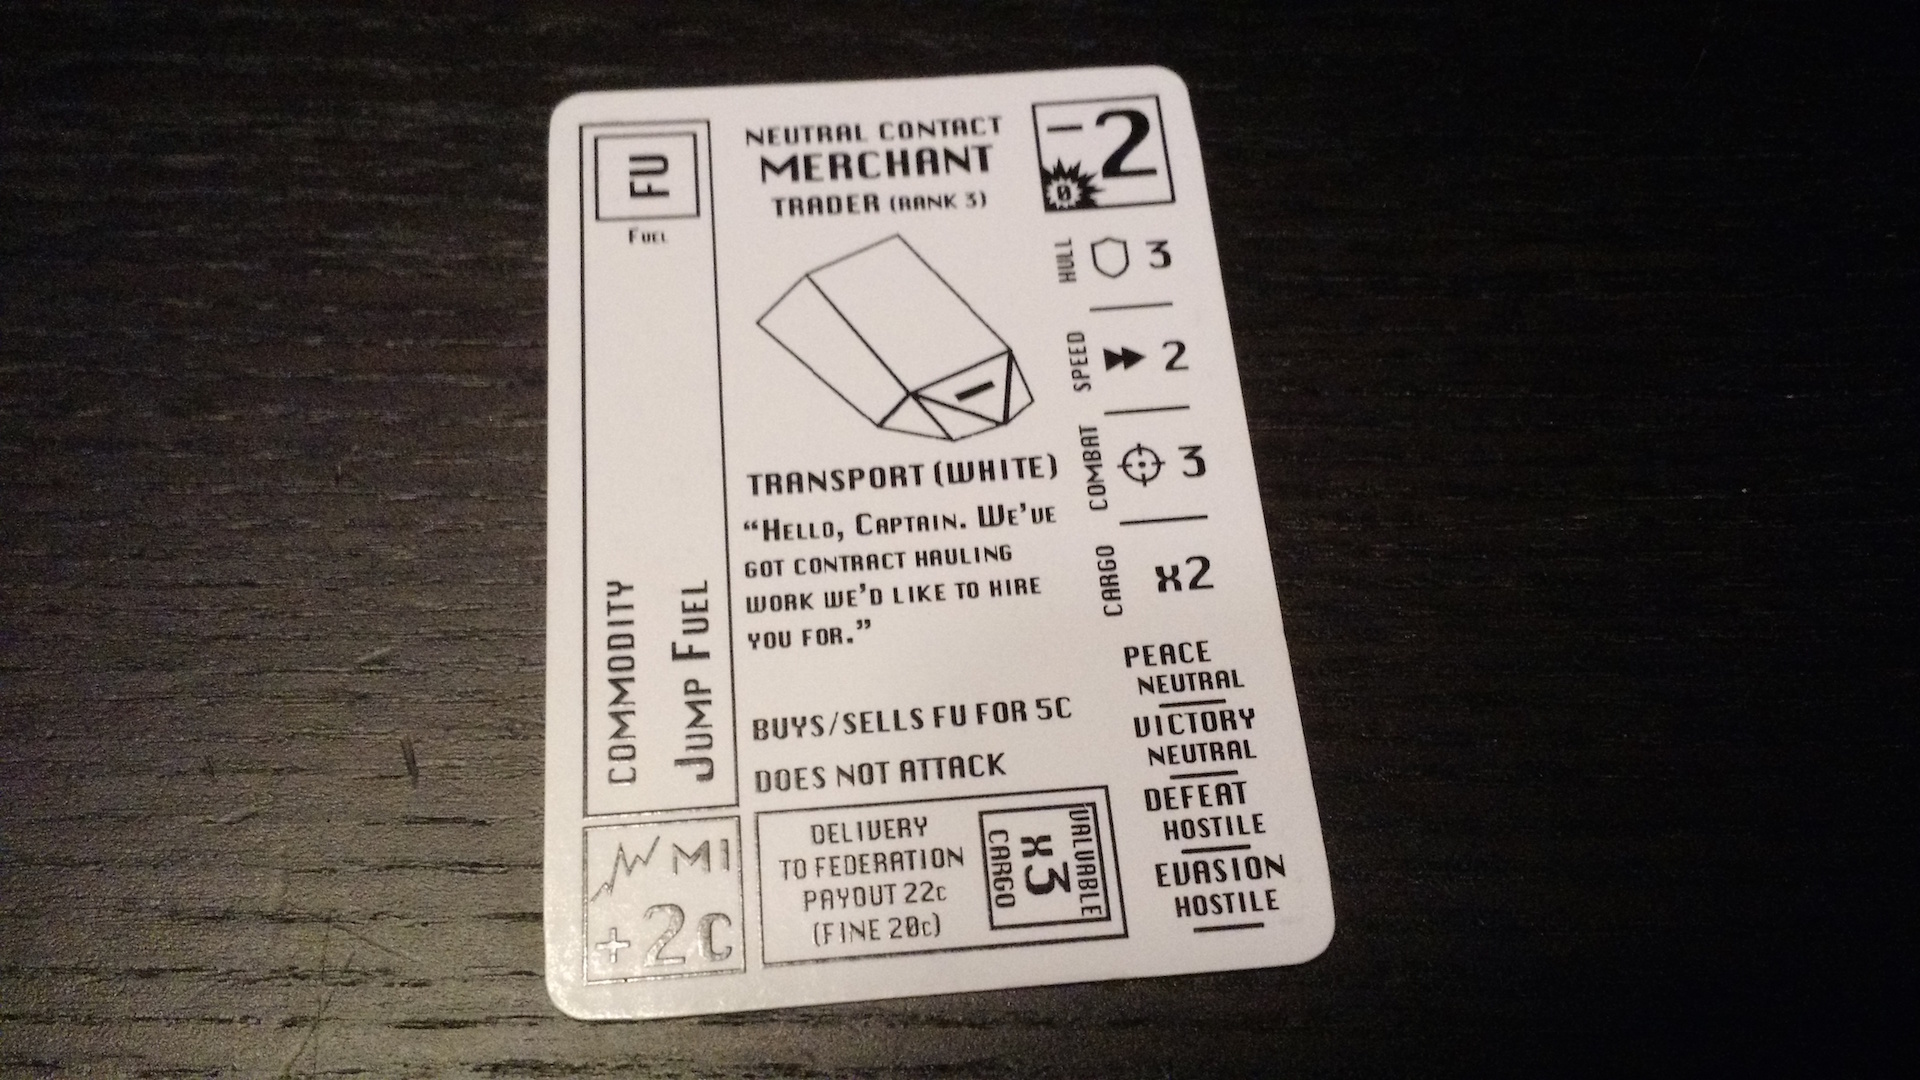 FU
FUEL
COMMODITY
JUMP FUEL
MI
+2C
NEUTRAL CONTACT
MERCHANT
TRADER (RANK 3)
TRANSPORT (WHITE)
“HELLO, CAPTAIN. WE’VE
GOT CONTRACT HAULING
WORK WE’D LIKE TO HIRE
YOU FOR.”
BUYS/SELLS FU FOR 5C
DOES NOT ATTACK
DELIVERY
TO FEDERATION
PAYOUT 22C
(FINE 20C)
VALUABLE
x3
CARGO
-2
0
HULL 3
SPEED 2
COMBAT 3
CARGO x2
PEACE
NEUTRAL
VICTORY
NEUTRAL
DEFEAT
HOSTILE
EVASION
HOSTILE